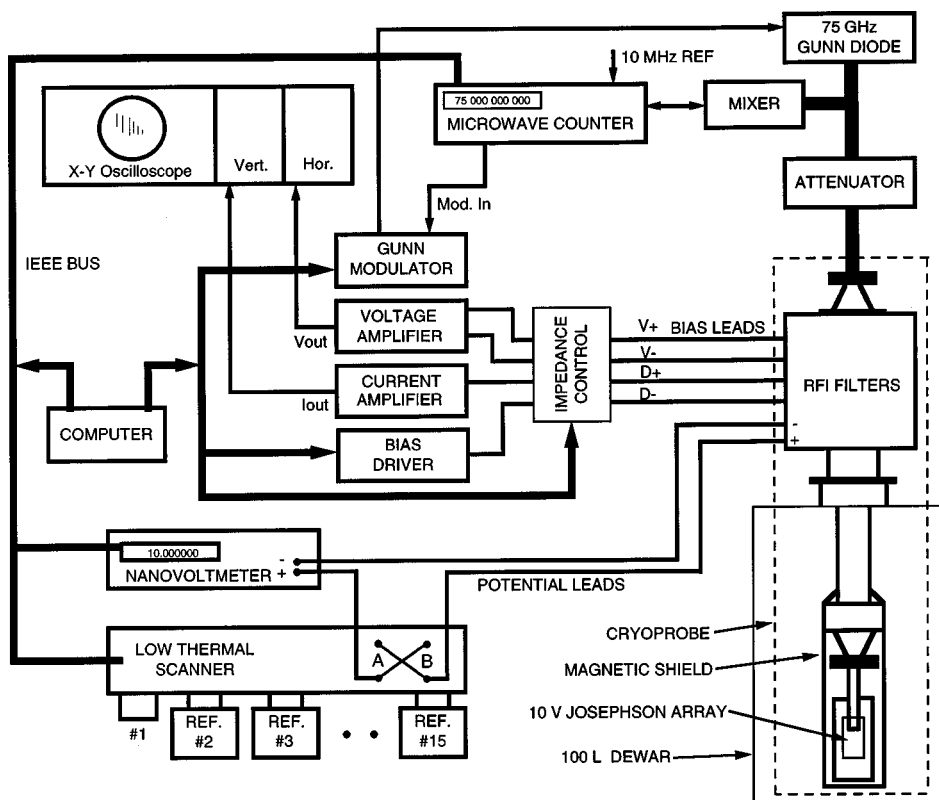 75 GHz
GUNN DIODE
10 MHz REF
75 000 000 000
MICROWAVE COUNTER
MIXER
X-Y Oscilloscope
Vert.
Hor.
ATTENUATOR
Mod. In
IEEE BUS
GUNN
MODULATOR
VOLTAGE
AMPLIFIER
Vout
CURRENT
AMPLIFIER
Iout
IMPEDANCE
CONTROL
V+ BIAS LEADS
V-
D+
D-
RFI FILTERS
-
+
COMPUTER
BIAS
DRIVER
10.000000
NANOVOLTMETER
-
+
POTENTIAL LEADS
LOW THERMAL
SCANNER
A
B
CRYOPROBE
MAGNETIC SHIELD
10 V JOSEPHSON ARRAY
100 L DEWAR
#1
REF.
#2
REF.
#3
• •
REF.
#15